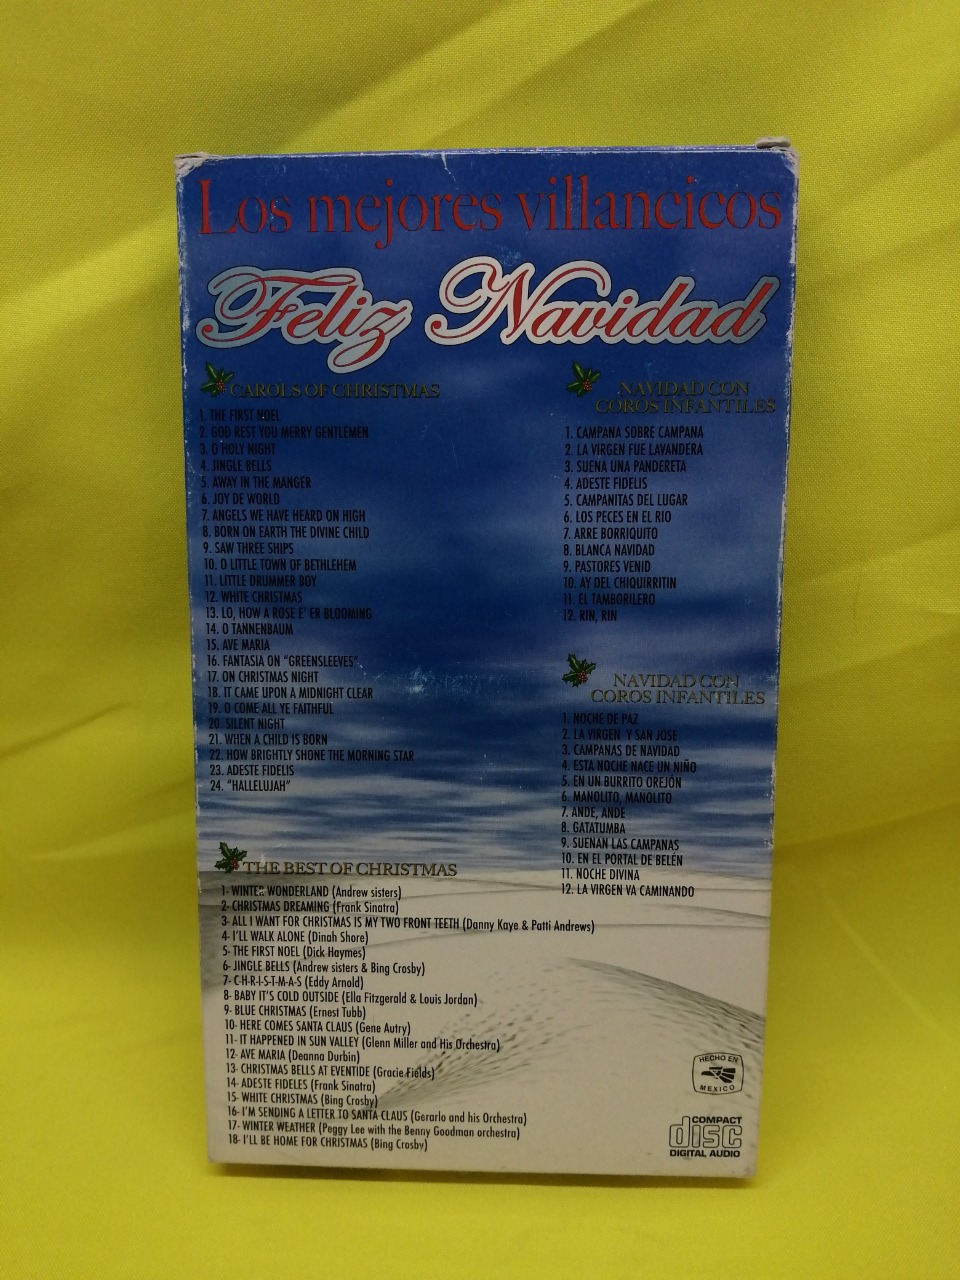 Los mejores villancicos
Feliz Navidad
CAROLS OF CHRISTMAS
1. THE FIRST NOEL
2. GOD REST YOU MERRY GENTLEMEN
3. O HOLY NIGHT
4. JINGLE BELLS
5. AWAY IN THE MANGER
6. JOY DE WORLD
7. ANGELS WE HAVE HEARD ON HIGH
8. BORN ON EARTH THE DIVINE CHILD
9. SAW THREE SHIPS
10. O LITTLE TOWN OF BETHLEHEM
11. LITTLE DRUMMER BOY
12. WHITE CHRISTMAS
13. LO, HOW A ROSE E' ER BLOOMING
14. O TANNENBAUM
15. AVE MARIA
16. FANTASIA ON "GREENSLEEVES"
17. ON CHRISTMAS NIGHT
18. IT CAME UPON A MIDNIGHT CLEAR
19. O COME ALL YE FAITHFUL
20. SILENT NIGHT
21. WHEN A CHILD IS BORN
22. HOW BRIGHTLY SHONE THE MORNING STAR
23. ADESTE FIDELIS
24. "HALLELUJAH"
NAVIDAD CON
COROS INFANTILES
1. CAMPANA SOBRE CAMPANA
2. LA VIRGEN FUE LAVANDERA
3. SUENA UNA PANDERETA
4. ADESTE FIDELIS
5. CAMPANITAS DEL LUGAR
6. LOS PECES EN EL RIO
7. ARRE BORRIQUITO
8. BLANCA NAVIDAD
9. PASTORES VENID
10. AY DEL CHIQUIRRITIN
11. EL TAMBORILERO
12. RIN, RIN
NAVIDAD CON
COROS INFANTILES
1. NOCHE DE PAZ
2. LA VIRGEN Y SAN JOSE
3. CAMPANAS DE NAVIDAD
4. ESTA NOCHE NACE UN NIÑO
5. EN UN BURRITO OREJÓN
6. MANOLITO, MANOLITO
7. ANDE, ANDE
8. GATATUMBA
9. SUENAN LAS CAMPANAS
10. EN EL PORTAL DE BELÉN
11. NOCHE DIVINA
12. LA VIRGEN VA CAMINANDO
THE BEST OF CHRISTMAS
1- WINTER WONDERLAND (Andrew sisters)
2- CHRISTMAS DREAMING (Frank Sinatra)
3- ALL I WANT FOR CHRISTMAS IS MY TWO FRONT TEETH (Danny Kaye & Patti Andrews)
4- I'LL WALK ALONE (Dinah Shore)
5- THE FIRST NOEL (Dick Haymes)
6- JINGLE BELLS (Andrew sisters & Bing Crosby)
7- C-H-R-I-S-T-M-A-S (Eddy Arnold)
8- BABY IT'S COLD OUTSIDE (Ella Fitzgerald & Louis Jordan)
9- BLUE CHRISTMAS (Ernest Tubb)
10- HERE COMES SANTA CLAUS (Gene Autry)
11- IT HAPPENED IN SUN VALLEY (Glenn Miller and His Orchestra)
12- AVE MARIA (Deanna Durbin)
13- CHRISTMAS BELLS AT EVENTIDE (Gracie Fields)
14- ADESTE FIDELES (Frank Sinatra)
15- WHITE CHRISTMAS (Bing Crosby)
16- I'M SENDING A LETTER TO SANTA CLAUS (Gerarlo and his Orchestra)
17- WINTER WEATHER (Peggy Lee with the Benny Goodman orchestra)
18- I'LL BE HOME FOR CHRISTMAS (Bing Crosby)
HECHO EN
MEXICO
COMPACT
disc
DIGITAL AUDIO